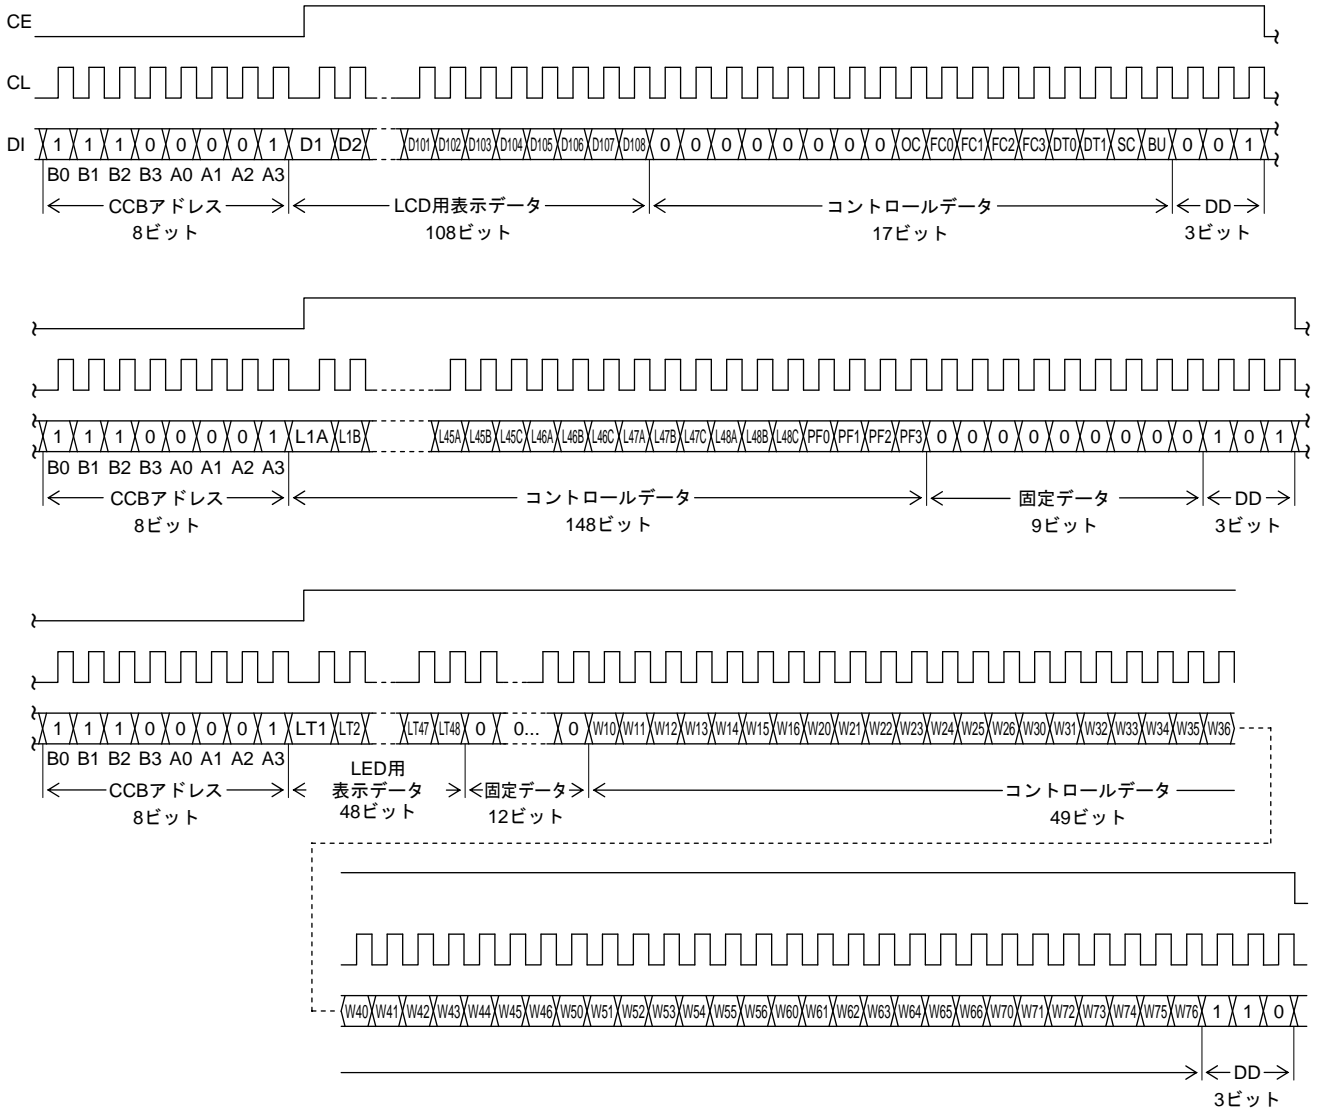 CE
CL
DI 1 1 1 0 0 0 0 1 D1 D2 D101 D102 D103 D104 D105 D106 D107 D108 0 0 0 0 0 0 0 0 OC FC0 FC1 FC2 FC3 DT0 DT1 SC BU 0 0 1
B0 B1 B2 B3 A0 A1 A2 A3
CCBアドレス LCD用表示データ コントロールデータ DD
8ビット 108ビット 17ビット 3ビット
1 1 1 0 0 0 0 1 L1A L1B L45A L45B L45C L46A L46B L46C L47A L47B L47C L48A L48B L48C PF0 PF1 PF2 PF3 0 0 0 0 0 0 0 0 0 1 0 1
B0 B1 B2 B3 A0 A1 A2 A3
CCBアドレス コントロールデータ 固定データ DD
8ビット 148ビット 9ビット 3ビット
1 1 1 0 0 0 0 1 LT1 LT2 LT47 LT48 0 0... 0 W10 W11 W12 W13 W14 W15 W16 W20 W21 W22 W23 W24 W25 W26 W30 W31 W32 W33 W34 W35 W36
B0 B1 B2 B3 A0 A1 A2 A3
LED用
CCBアドレス 表示データ 固定データ コントロールデータ
8ビット 48ビット 12ビット 49ビット
W40 W41 W42 W43 W44 W45 W46 W50 W51 W52 W53 W54 W55 W56 W60 W61 W62 W63 W64 W65 W66 W70 W71 W72 W73 W74 W75 W76 1 1 0
DD
3ビット